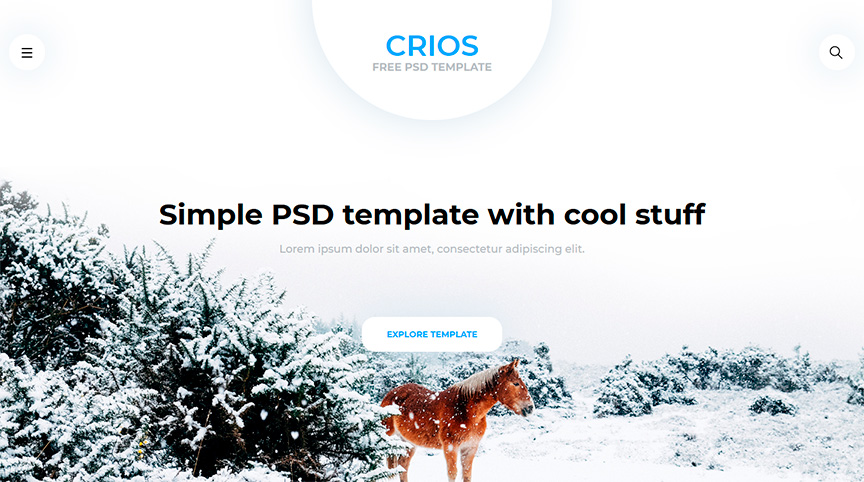 CRIOS
FREE PSD TEMPLATE
Simple PSD template with cool stuff
Lorem ipsum dolor sit amet, consectetur adipiscing elit.
EXPLORE TEMPLATE